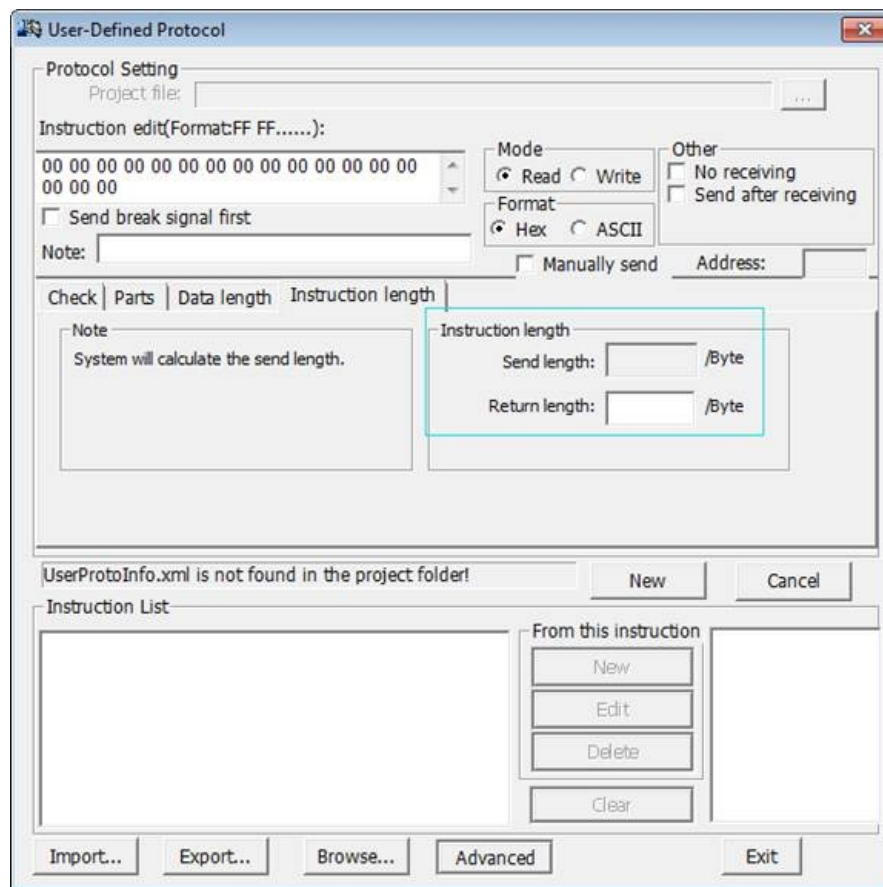 User-Defined Protocol
Protocol Setting
Project file:
...
Instruction edit(Format:FF FF......):
00 00 00 00 00 00 00 00 00 00 00 00 00 00
00 00 00
Send break signal first
Note:
Mode
Read
Write
Format
Hex
ASCII
Other
No receiving
Send after receiving
Manually send
Address:
Check
Parts
Data length
Instruction length
Note
System will calculate the send length.
Instruction length
Send length:
/Byte
Return length:
/Byte
UserProtoInfo.xml is not found in the project folder!
New
Cancel
Instruction List
From this instruction
New
Edit
Delete
Clear
Import...
Export...
Browse...
Advanced
Exit